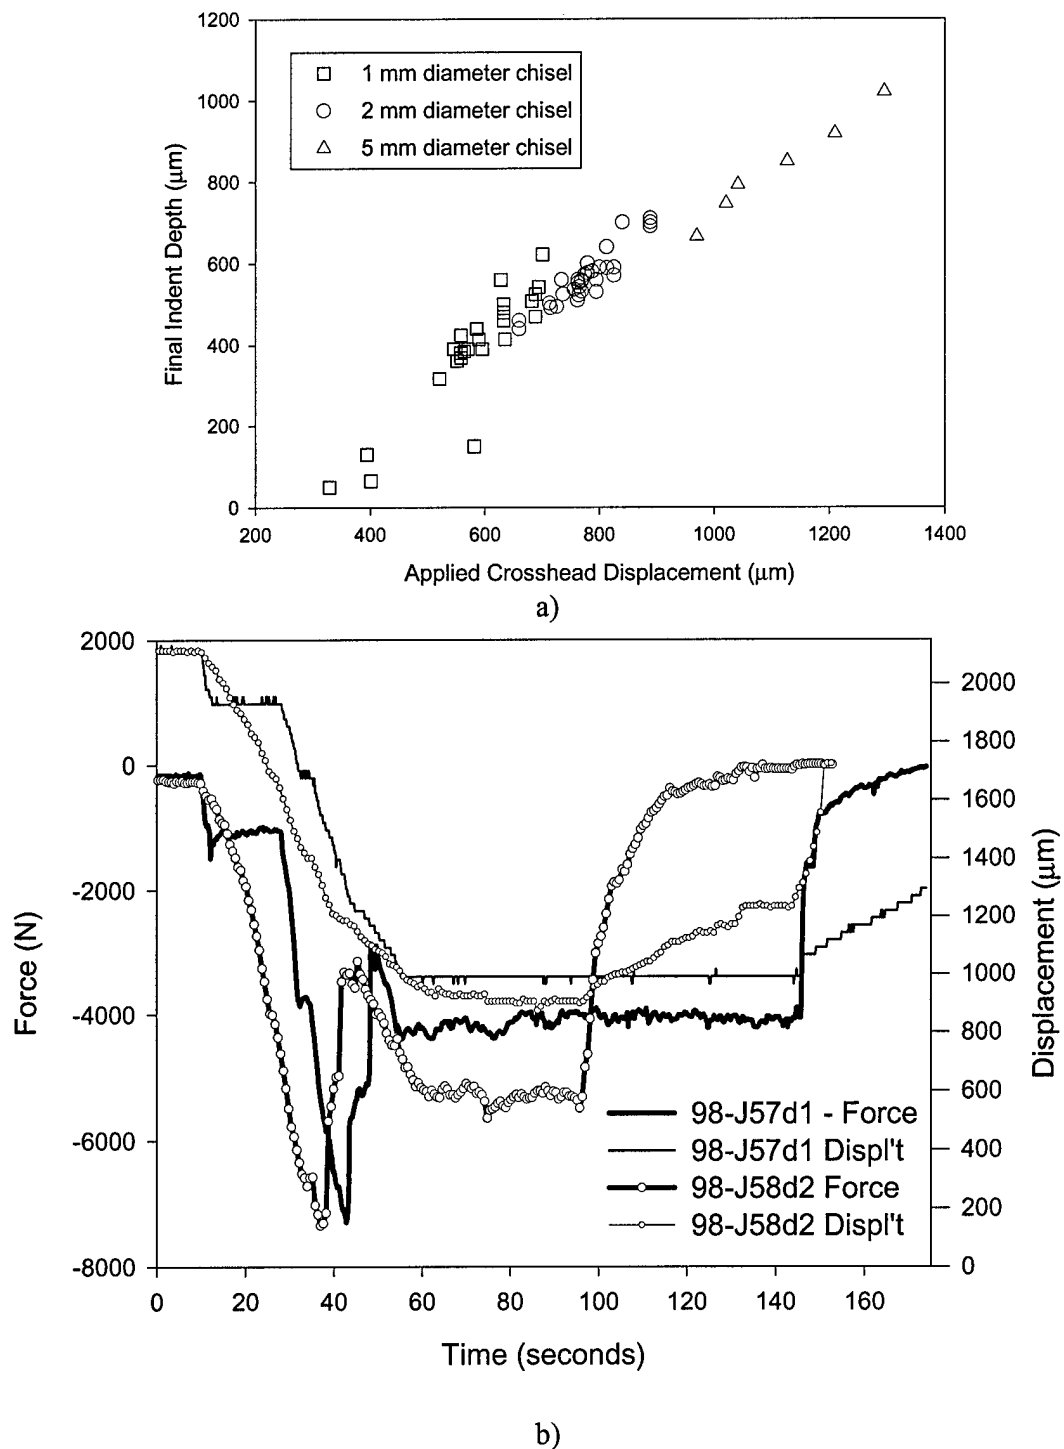 1200
1000
800
600
400
200
0
Final Indent Depth (μm)
1 mm diameter chisel
2 mm diameter chisel
5 mm diameter chisel
200 400 600 800 1000 1200 1400
Applied Crosshead Displacement (μm)
a)
2000
0
-2000
-4000
-6000
-8000
Force (N)
2000
1800
1600
1400
1200
1000
800
600
400
200
0
Displacement (μm)
98-J57d1 - Force
98-J57d1 Displ't
98-J58d2 Force
98-J58d2 Displ't
0 20 40 60 80 100 120 140 160
Time (seconds)
b)